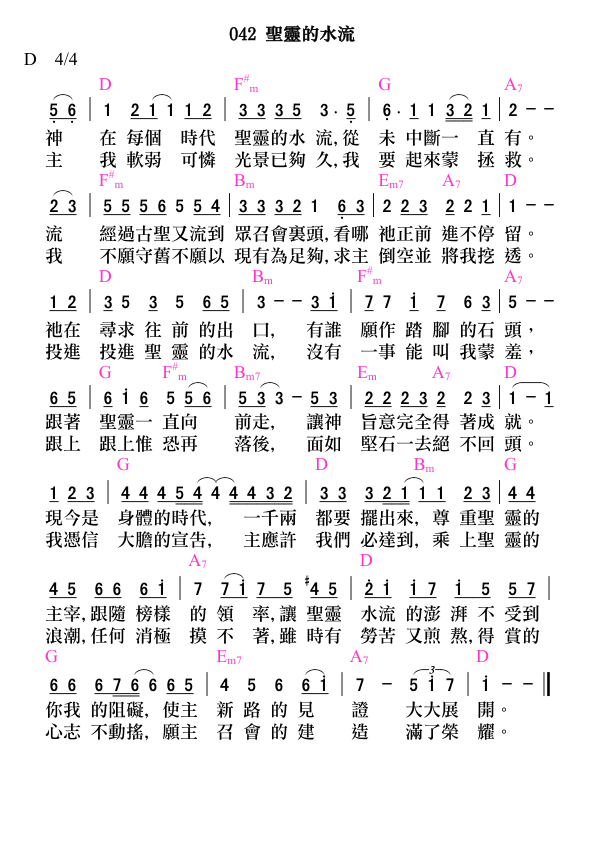 042 聖靈的水流
D 4/4
D F#m G A7
5 6 | 1 2 1 1 1 2 | 3 3 3 5 3 · 5 | 6 · 1 1 3 2 1 | 2 - -
神 在 每個 時代 聖靈的水 流,從 未 中斷一 直 有。
主 我 軟弱 可憐 光景已夠 久,我 要 起來蒙 拯 救。
F#m Bm Em7 A7 D
2 3 | 5 5 5 6 5 5 4 | 3 3 3 2 1 6 3 | 2 2 3 2 2 5 | 1 - -
流 經過古聖又流到 眾召會裏頭,看哪 祂正前 進不停 留。
我 不願守舊不願以 現有為足夠,求主 倒空並 將我挖 透。
D Bm F#m A7
1 2 | 3 5 3 5 6 5 | 3 - - 3 i | 7 7 i 7 6 3 | 5 - -
祂在 尋求 往 前 的出 口, 有誰 願作 踏 腳 的石 頭,
投進 投進 聖 靈 的水 流, 沒有 一事 能 叫 我蒙 羞,
G F#m Bm7 Em A7 D
6 5 | 6 i 6 5 5 6 | 5 3 3 - 5 3 | 2 2 2 3 2 2 3 | 1 - 1
跟著 聖靈一 直向 前走, 讓神 旨意完全得 著成 就。
跟上 跟上惟 恐再 落後, 面如 堅石一去絕 不回 頭。
G D Bm G
1 2 3 | 4 4 4 5 4 4 4 3 2 | 3 3 3 2 1 1 1 2 3 | 4 4
現今是 身體的時代, 一千兩 都要 擺出來, 尊 重聖 靈的
我憑信 大膽的宣告, 主應許 我們 必達到, 乘 上聖 靈的
A7 D
4 5 6 6 6 i | 7 7 i 7 5 #4 5 | 2 i i 7 i 5 5 7 |
主宰,跟隨 榜樣 的 領 率,讓 聖靈 水流 的澎 湃 不 受到
浪潮,任何 消極 摸 不 著,雖 時有 勞苦 又煎 熬,得 賞的
G Em7 A7 D
6 6 6 7 6 6 6 5 | 4 5 6 6 i | 7 - 5 i 7 | i - -
3
你我 的阻礙, 使主 新 路 的 見 證 大大展 開。
心志 不動搖, 願主 召 會 的 建 造 滿了榮 耀。